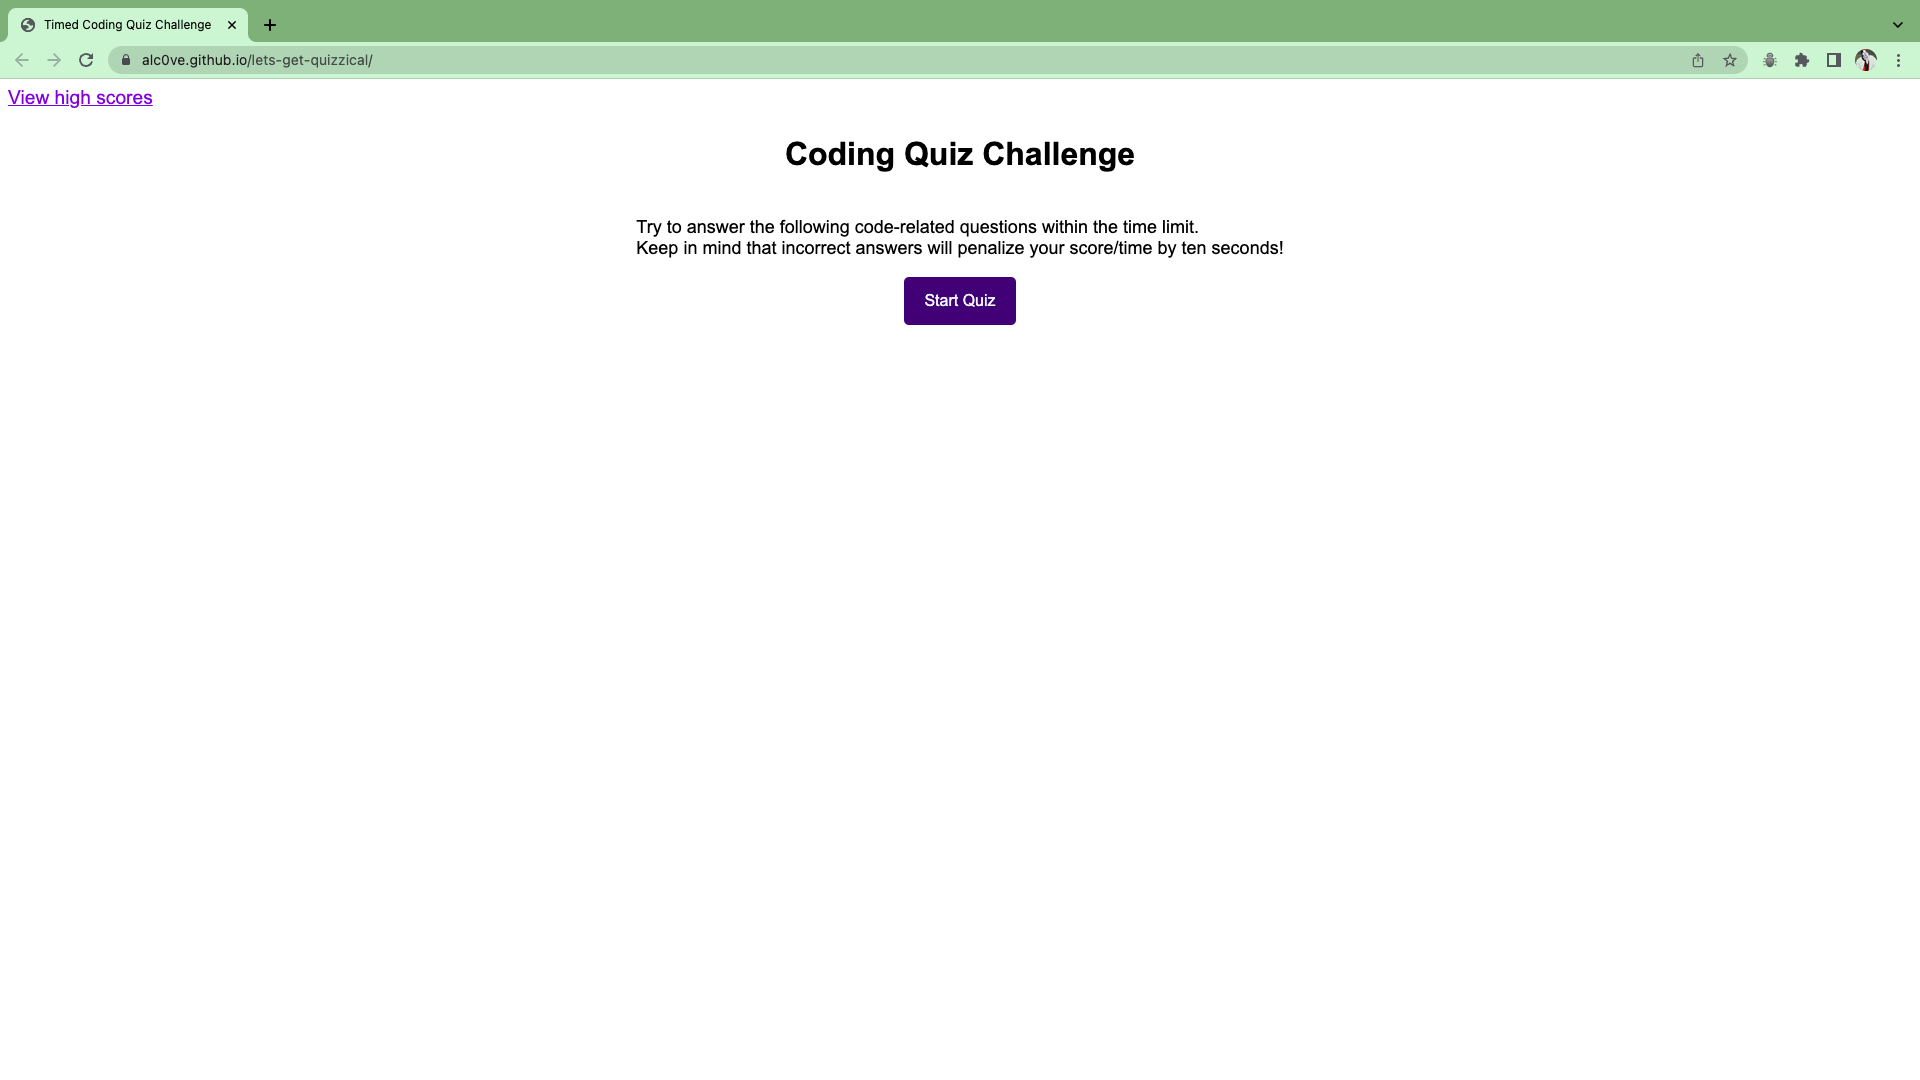 Timed Coding Quiz Challenge
alc0ve.github.io/lets-get-quizzical/
View high scores
Coding Quiz Challenge
Try to answer the following code-related questions within the time limit.
Keep in mind that incorrect answers will penalize your score/time by ten seconds!
Start Quiz